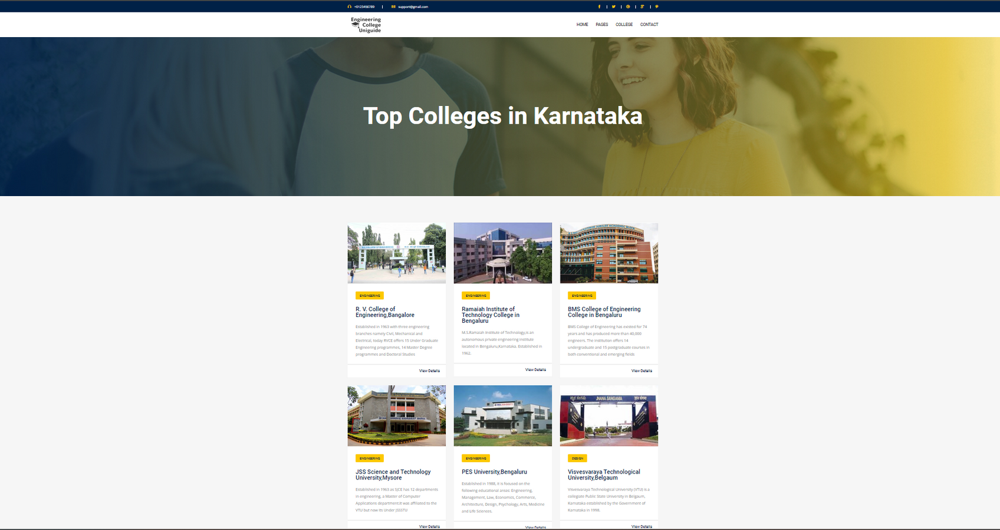 +0123456789 | support@gmail.com
Engineering
College
Uniguide
HOME PAGES COLLEGE CONTACT
Top Colleges in Karnataka
ENGINEERING
R. V. College of
Engineering,Bangalore
Established in 1963 with three engineering
branches namely Civil, Mechanical and
Electrical, today RVCE offers 15 Under Graduate
Engineering programmes, 14 Master Degree
programmes and Doctoral Studies
View Details
ENGINEERING
Ramaiah Institute of
Technology College in
Bengaluru
M.S.Ramaiah Institute of Technology,is an
autonomous private engineering institute
located in Bengaluru,Karnataka. Established in
1962.
View Details
PLATINUM JUBILEE ACADEMIC BLOCK
ENGINEERING
BMS College of Engineering
College in Bengaluru
BMS College of Engineering has existed for 74
years and has produced more than 40,000
engineers. The institution offers 14
undergraduate and 15 postgraduate courses in
both conventional and emerging fields
View Details
ENGINEERING
JSS Science and Technology
University,Mysore
Established in 1963 as SJCE has 12 departments
in engineering, a Master of Computer
Applications department.It was affiliated to the
VTU but now its Under JSSSTU
View Details
PES UNIVERSITY
ENGINEERING
PES University,Bengaluru
Established in 1988, it is focused on the
following educational areas: Engineering,
Management, Law, Economics, Commerce,
Architecture, Design, Psychology, Arts, Medicine
and Life Sciences.
View Details
ಜ್ಞಾನ ಸಂಗಮ JNANA SANGAMA ज्ञान संगम
DESIGN
Visvesvaraya Technological
University,Belgaum
Visvesvaraya Technological University (VTU) is a
collegiate Public State University in Belgaum,
Karnataka established by the Government of
Karnataka in 1998.
View Details